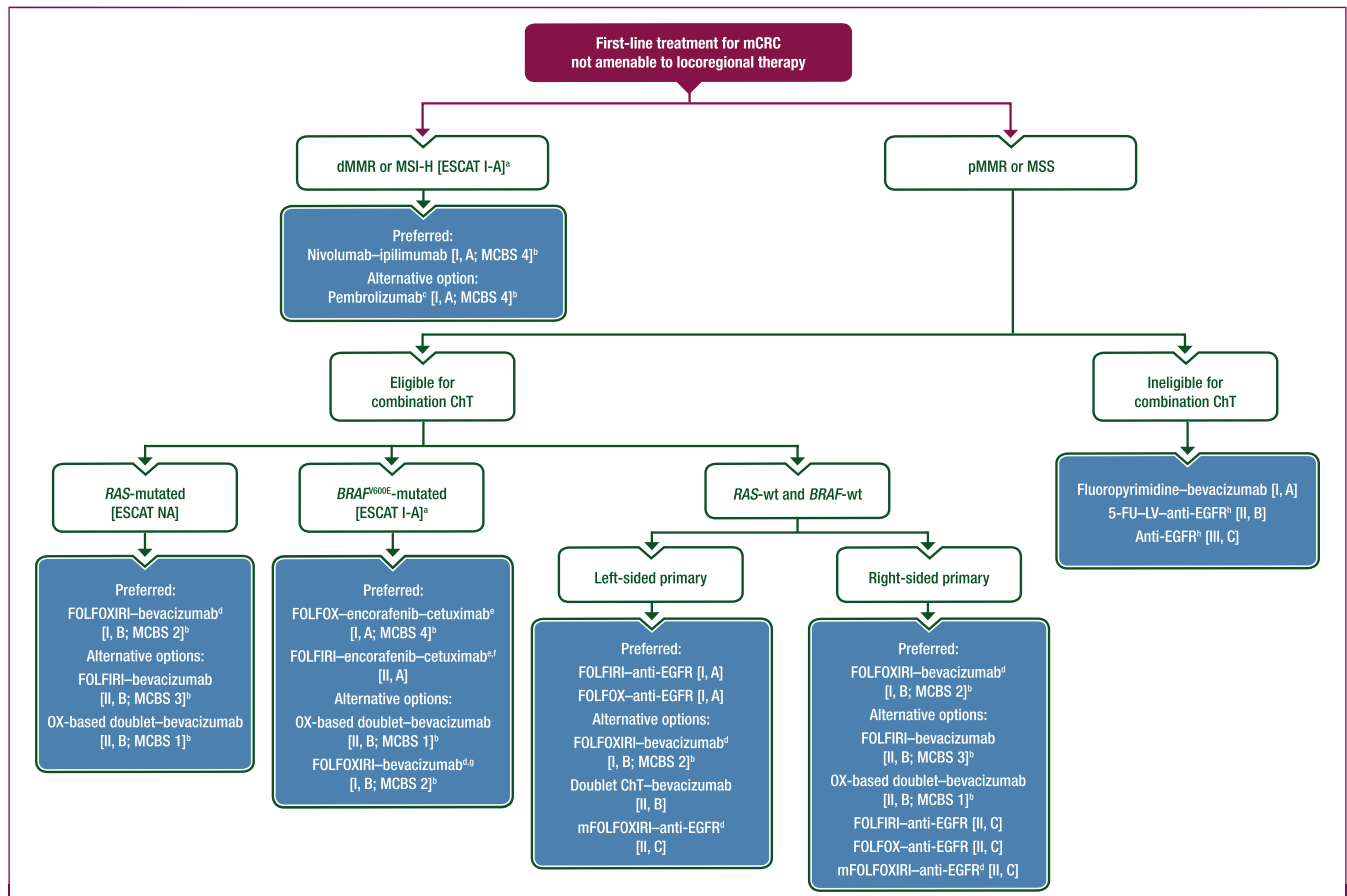 First-line treatment for mCRC
not amenable to locoregional therapy
dMMR or MSI-H [ESCAT I-A]ᵃ
pMMR or MSS
Preferred:
Nivolumab–ipilimumab [I, A; MCBS 4]ᵇ
Alternative option:
Pembrolizumabᶜ [I, A; MCBS 4]ᵇ
Eligible for
combination ChT
Ineligible for
combination ChT
RAS-mutated
[ESCAT NA]
BRAFⱽ⁶⁰⁰ᴱ-mutated
[ESCAT I-A]ᵃ
RAS-wt and BRAF-wt
Fluoropyrimidine–bevacizumab [I, A]
5-FU–LV–anti-EGFRʰ [II, B]
Anti-EGFRʰ [III, C]
Left-sided primary
Right-sided primary
Preferred:
FOLFOXIRI–bevacizumabᵈ
[I, B; MCBS 2]ᵇ
Alternative options:
FOLFIRI–bevacizumab
[II, B; MCBS 3]ᵇ
OX-based doublet–bevacizumab
[II, B; MCBS 1]ᵇ
Preferred:
FOLFOX–encorafenib–cetuximabᵉ
[I, A; MCBS 4]ᵇ
FOLFIRI–encorafenib–cetuximabᵉ,ᶠ
[II, A]
Alternative options:
OX-based doublet–bevacizumab
[II, B; MCBS 1]ᵇ
FOLFOXIRI–bevacizumabᵈ,ᵍ
[I, B; MCBS 2]ᵇ
Preferred:
FOLFIRI–anti-EGFR [I, A]
FOLFOX–anti-EGFR [I, A]
Alternative options:
FOLFOXIRI–bevacizumabᵈ
[I, B; MCBS 2]ᵇ
Doublet ChT–bevacizumab
[II, B]
mFOLFOXIRI–anti-EGFRᵈ
[II, C]
Preferred:
FOLFOXIRI–bevacizumabᵈ
[I, B; MCBS 2]ᵇ
Alternative options:
FOLFIRI–bevacizumab
[II, B; MCBS 3]ᵇ
OX-based doublet–bevacizumab
[II, B; MCBS 1]ᵇ
FOLFIRI–anti-EGFR [II, C]
FOLFOX–anti-EGFR [II, C]
mFOLFOXIRI–anti-EGFRᵈ [II, C]